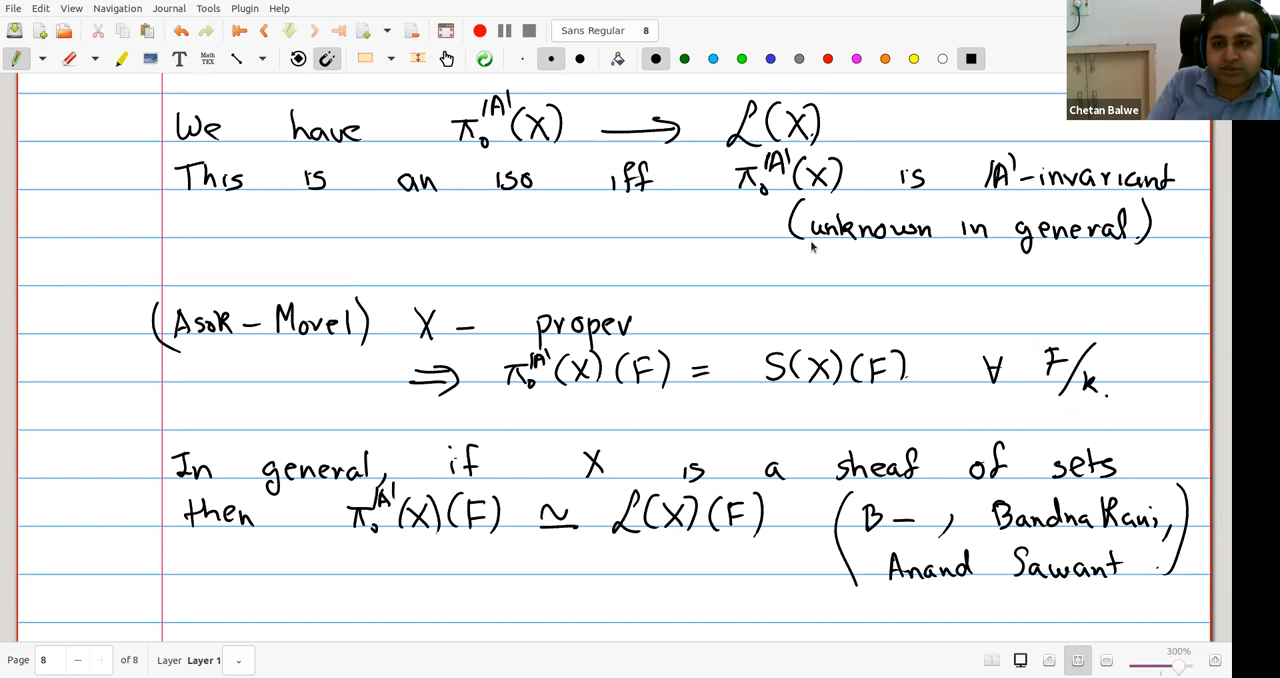 File Edit View Navigation Journal Tools Plugin Help
Sans Regular 8
Chetan Balwe
We have π₀^{𝔸¹}(X) ⟶ ℒ(X)
This is an iso iff π₀^{𝔸¹}(X) is 𝔸¹-invariant
(unknown in general.)
(Asok - Morel) X - proper
⟹ π₀^{𝔸¹}(X)(F) = S(X)(F). ∀ F/k.
In general, if X is a sheaf of sets
then π₀^{𝔸¹}(X)(F) ≃ ℒ(X)(F) (B-, Bandna Rani,
Anand Sawant.)
Page 8 of 8 Layer Layer 1 300%